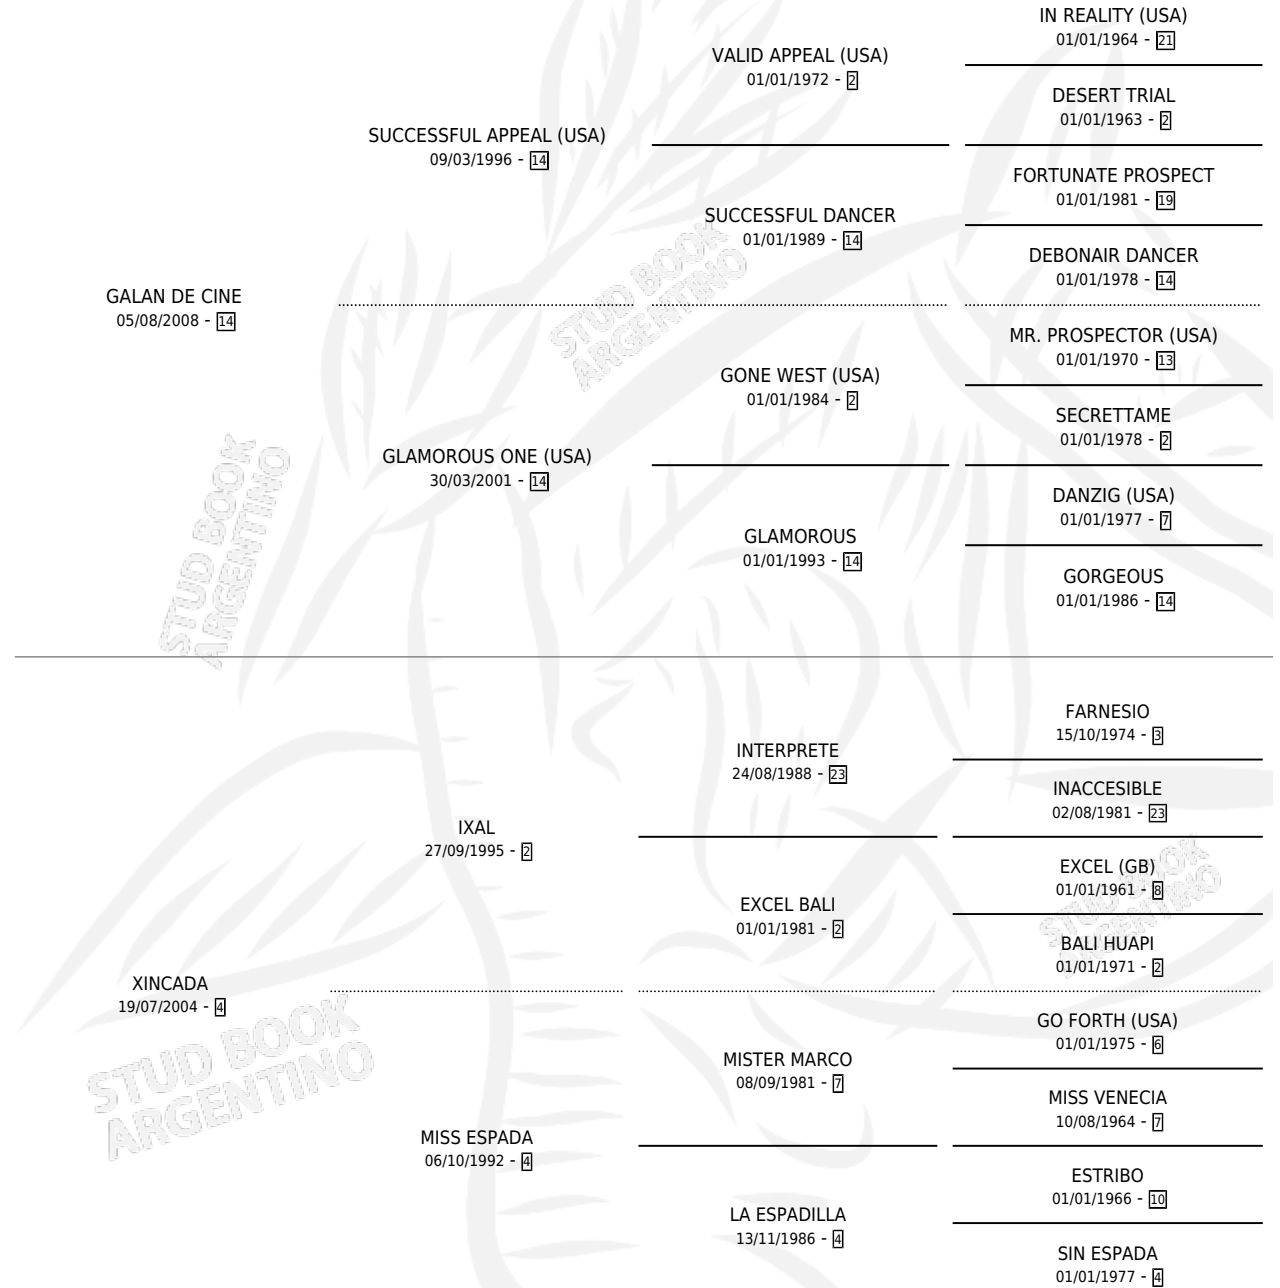 IN REALITY (USA)
01/01/1964 - 21
VALID APPEAL (USA)
01/01/1972 - 2
DESERT TRIAL
01/01/1963 - 2
SUCCESSFUL APPEAL (USA)
09/03/1996 - 14
FORTUNATE PROSPECT
01/01/1981 - 19
SUCCESSFUL DANCER
01/01/1989 - 14
DEBONAIR DANCER
01/01/1978 - 14
GALAN DE CINE
05/08/2008 - 14
STUD BOOK
ARGENTINO
MR. PROSPECTOR (USA)
01/01/1970 - 13
GONE WEST (USA)
01/01/1984 - 2
SECRETTAME
01/01/1978 - 2
GLAMOROUS ONE (USA)
30/03/2001 - 14
DANZIG (USA)
01/01/1977 - 7
GLAMOROUS
01/01/1993 - 14
GORGEOUS
01/01/1986 - 14
STUD BOOK
ARGENTINO
FARNESIO
15/10/1974 - 3
INTERPRETE
24/08/1988 - 23
INACCESIBLE
02/08/1981 - 23
IXAL
27/09/1995 - 2
EXCEL (GB)
01/01/1961 - 8
EXCEL BALI
01/01/1981 - 2
STUD BOOK
ARGENTINO
BALI HUAPI
01/01/1971 - 2
XINCADA
19/07/2004 - 4
GO FORTH (USA)
01/01/1975 - 6
MISTER MARCO
08/09/1981 - 7
STUD BOOK
ARGENTINO
MISS VENECIA
10/08/1964 - 7
MISS ESPADA
06/10/1992 - 4
ESTRIBO
01/01/1966 - 10
LA ESPADILLA
13/11/1986 - 4
SIN ESPADA
01/01/1977 - 4